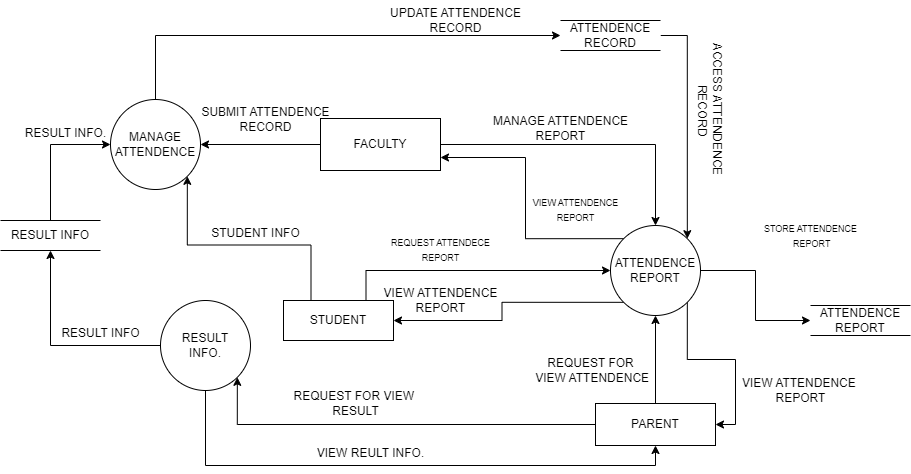 UPDATE ATTENDENCE
RECORD
ATTENDENCE
RECORD
ACCESS ATTENDENCE
RECORD
SUBMIT ATTENDENCE
RECORD
RESULT INFO.
MANAGE
ATTENDENCE
FACULTY
MANAGE ATTENDENCE
REPORT
VIEW ATTENDENCE
REPORT
RESULT INFO
STUDENT INFO
REQUEST ATTENDECE
REPORT
ATTENDENCE
REPORT
STORE ATTENDENCE
REPORT
VIEW ATTENDENCE
REPORT
STUDENT
ATTENDENCE
REPORT
RESULT INFO
RESULT
INFO.
REQUEST FOR
VIEW ATTENDENCE
VIEW ATTENDENCE
REPORT
REQUEST FOR VIEW
RESULT
PARENT
VIEW REULT INFO.